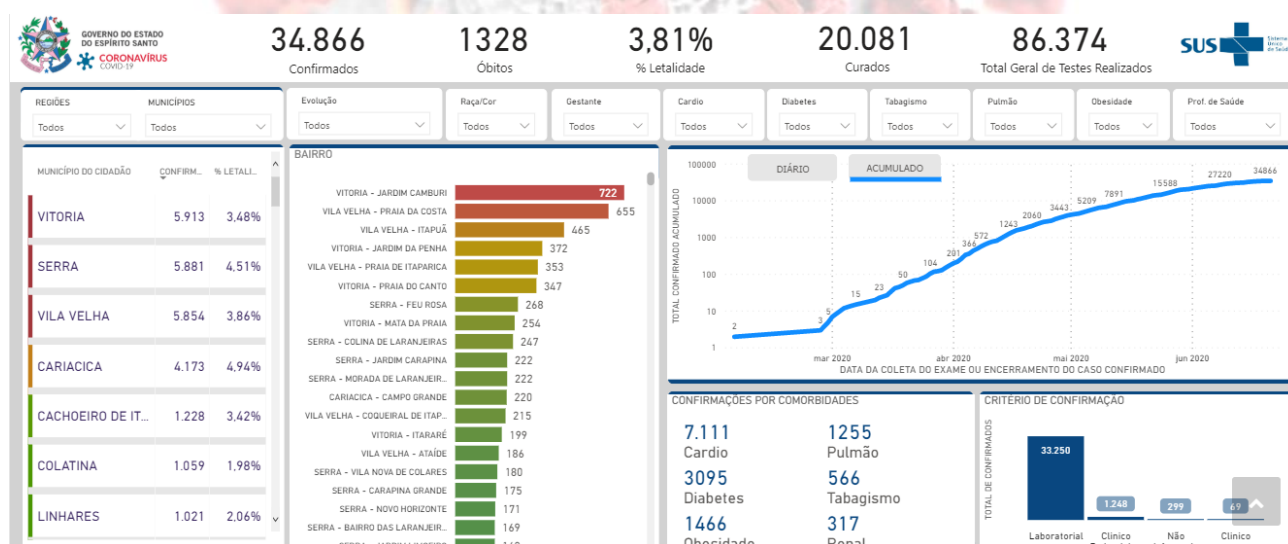 GOVERNO DO ESTADO
DO ESPÍRITO SANTO
CORONAVÍRUS
COVID-19
34.866
Confirmados
1328
Óbitos
3,81%
% Letalidade
20.081
Curados
86.374
Total Geral de Testes Realizados
SUS
Sistema
Único
de Saúde
REGIÕES
Todos
MUNICÍPIOS
Todos
Evolução
Todos
Raça/Cor
Todos
Gestante
Todos
Cardio
Todos
Diabetes
Todos
Tabagismo
Todos
Pulmão
Todos
Obesidade
Todos
Prof. de Saúde
Todos
MUNICÍPIO DO CIDADÃO CONFIRM... % LETALI...
VITORIA 5.913 3,48%
SERRA 5.881 4,51%
VILA VELHA 5.854 3,86%
CARIACICA 4.173 4,94%
CACHOEIRO DE IT... 1.228 3,42%
COLATINA 1.059 1,98%
LINHARES 1.021 2,06%
BAIRRO
VITORIA - JARDIM CAMBURI 722
VILA VELHA - PRAIA DA COSTA 655
VILA VELHA - ITAPUÃ 465
VITORIA - JARDIM DA PENHA 372
VILA VELHA - PRAIA DE ITAPARICA 353
VITORIA - PRAIA DO CANTO 347
SERRA - FEU ROSA 268
VITORIA - MATA DA PRAIA 254
SERRA - COLINA DE LARANJEIRAS 247
SERRA - JARDIM CARAPINA 222
SERRA - MORADA DE LARANJEIR... 222
CARIACICA - CAMPO GRANDE 220
VILA VELHA - COQUEIRAL DE ITAP... 215
VITORIA - ITARARÉ 199
VILA VELHA - ATAÍDE 186
SERRA - VILA NOVA DE COLARES 180
SERRA - CARAPINA GRANDE 175
SERRA - NOVO HORIZONTE 171
SERRA - BAIRRO DAS LARANJEIR... 169
DIÁRIO
ACUMULADO
TOTAL CONFIRMADO ACUMULADO
100000
10000
1000
100
10
1
2
3
5
15
23
50
104
201
366
572
1243
2060
3443
5209
7891
15588
27220
34866
mar 2020
abr 2020
mai 2020
jun 2020
DATA DA COLETA DO EXAME OU ENCERRAMENTO DO CASO CONFIRMADO
CONFIRMAÇÕES POR COMORBIDADES
7.111
Cardio
1255
Pulmão
3095
Diabetes
566
Tabagismo
1466
Obesidade
317
Renal
CRITÉRIO DE CONFIRMAÇÃO
TOTAL DE CONFIRMADOS
33.250
1.248
299
69
Laboratorial
Clinico
Não
Clinico